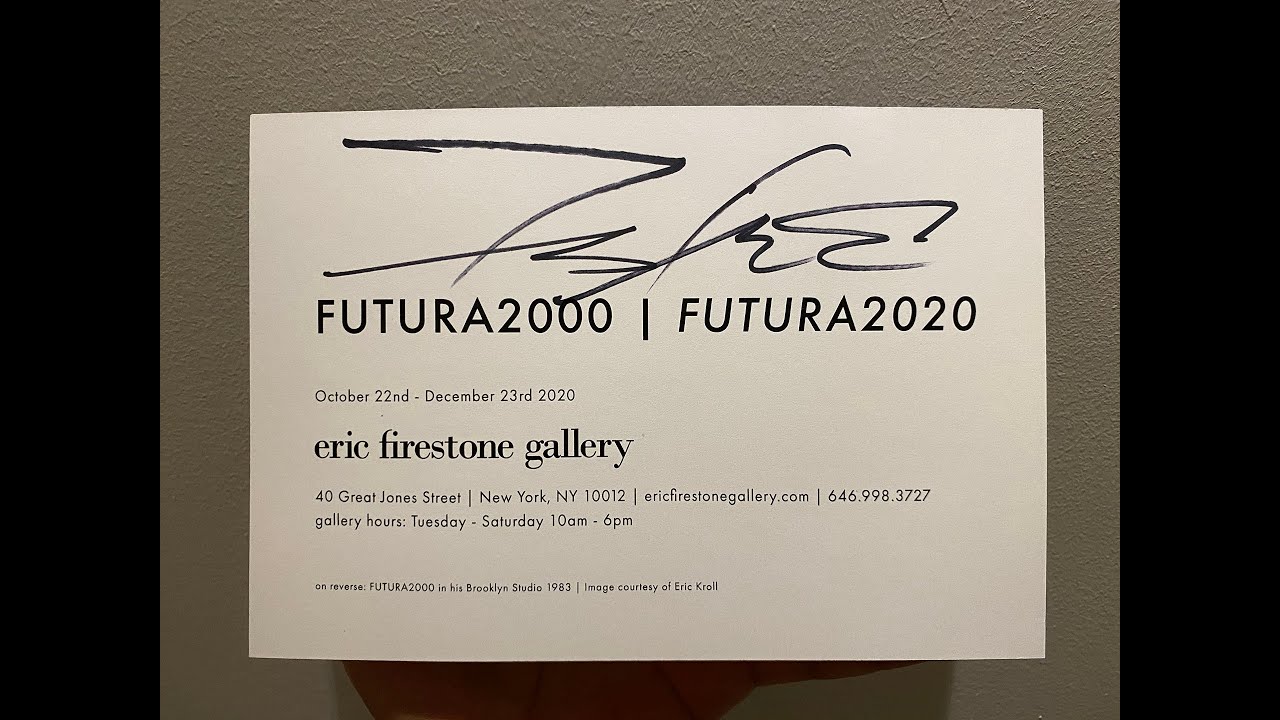 FUTURA2000 | FUTURA2020
October 22nd - December 23rd 2020
eric firestone gallery
40 Great Jones Street | New York, NY 10012 | ericfirestonegallery.com | 646.998.3727
gallery hours: Tuesday - Saturday 10am - 6pm
on reverse: FUTURA2000 in his Brooklyn Studio 1983 | Image courtesy of Eric Kroll